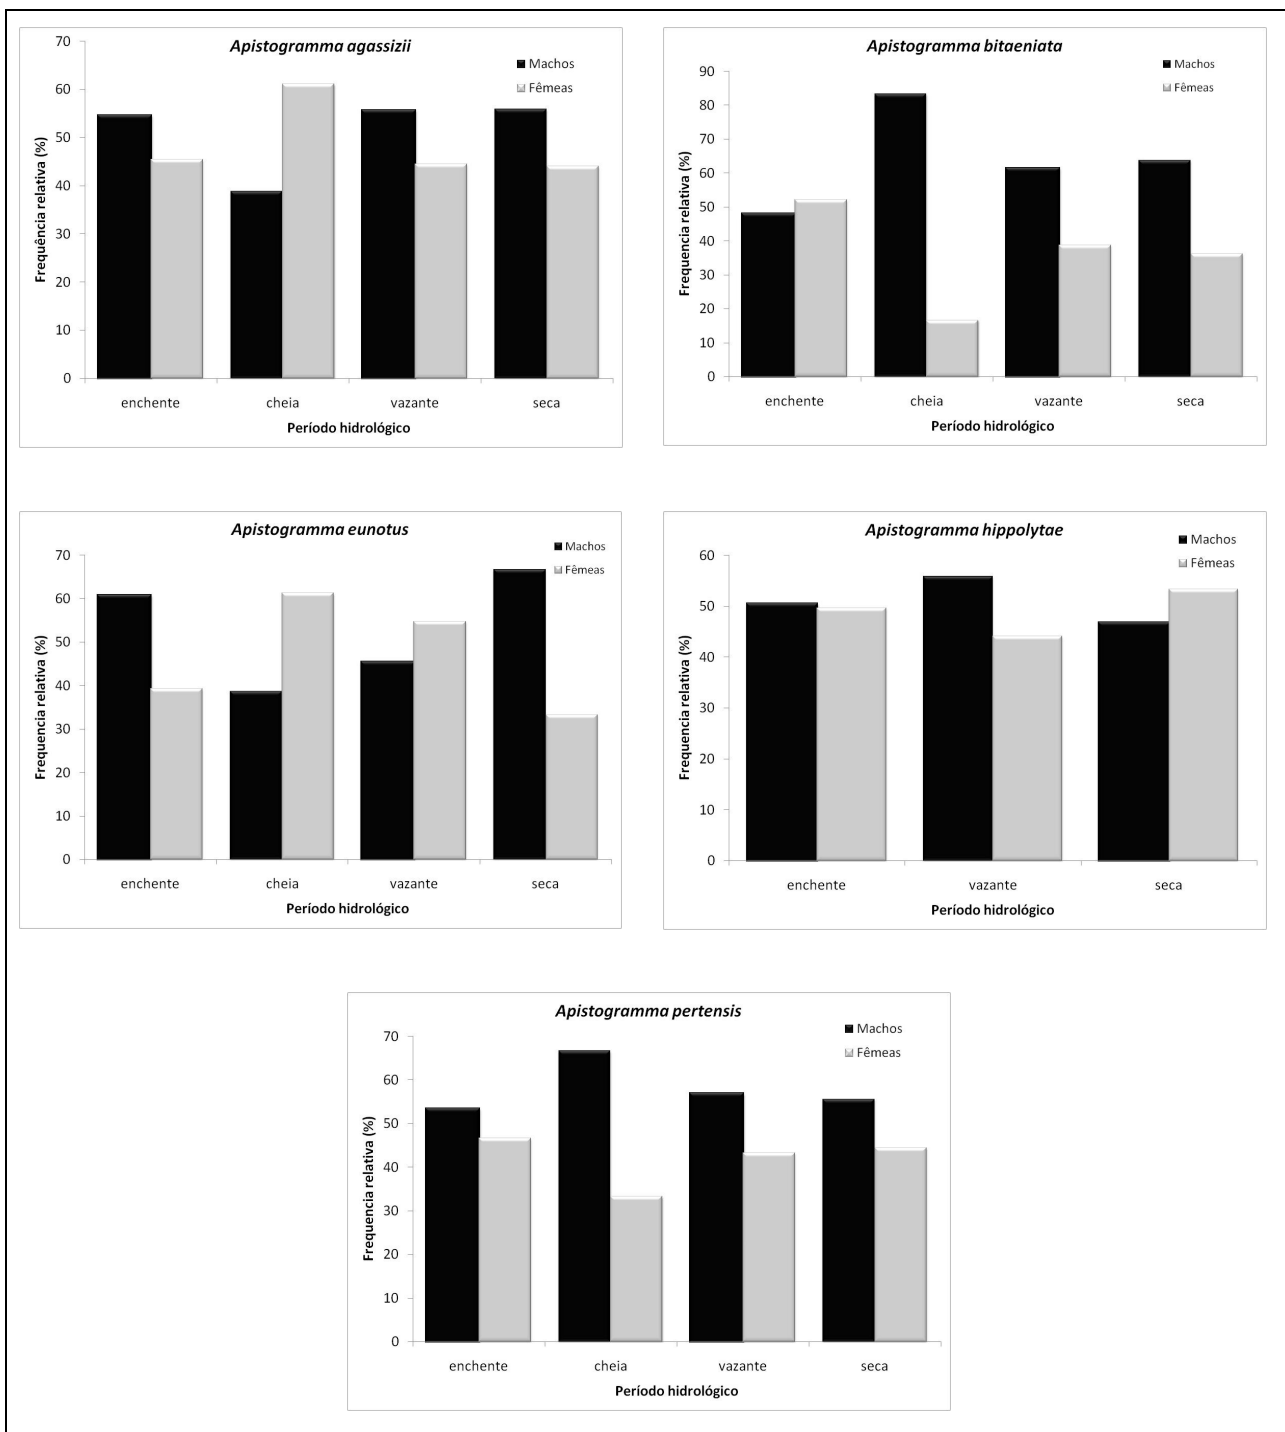 Apistogramma agassizii
Machos
Fêmeas
Frequência relativa (%)
70
60
50
40
30
20
10
0
enchente cheia vazante seca
Período hidrológico
Apistogramma bitaeniata
Machos
Fêmeas
Frequencia relativa (%)
90
80
70
60
50
40
30
20
10
0
enchente cheia vazante seca
Período hidrológico
Apistogramma eunotus
Machos
Fêmeas
Frequencia relativa (%)
70
60
50
40
30
20
10
0
enchente cheia vazante seca
Período hidrológico
Apistogramma hippolytae
Machos
Fêmeas
Frequencia relativa (%)
60
50
40
30
20
10
0
enchente vazante seca
Período hidrológico
Apistogramma pertensis
Machos
Fêmeas
Frequencia relativa (%)
70
60
50
40
30
20
10
0
enchente cheia vazante seca
Período hidrológico